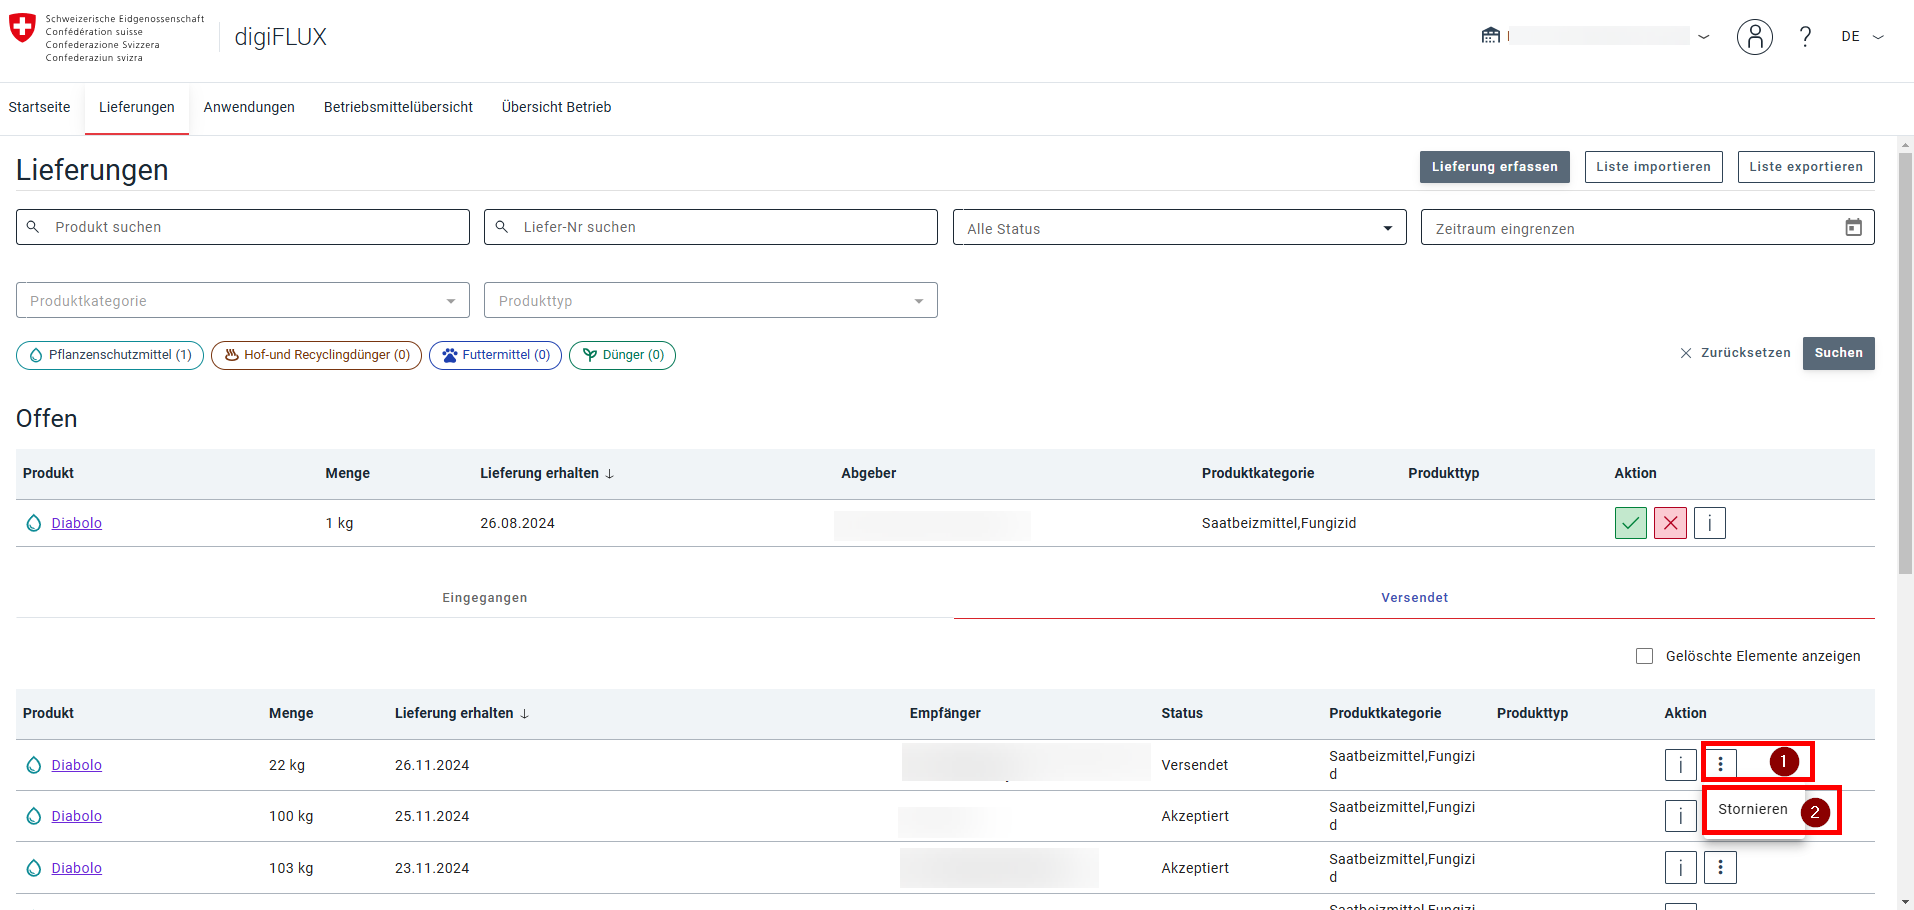 Schweizerische Eidgenossenschaft
Confédération suisse
Confederazione Svizzera
Confederaziun svizra
digiFLUX
DE
Startseite
Lieferungen
Anwendungen
Betriebsmittelübersicht
Übersicht Betrieb
Lieferungen
Lieferung erfassen
Liste importieren
Liste exportieren
Produkt suchen
Liefer-Nr suchen
Alle Status
Zeitraum eingrenzen
Produktkategorie
Produkttyp
Pflanzenschutzmittel (1)
Hof-und Recyclingdünger (0)
Futtermittel (0)
Dünger (0)
Zurücksetzen
Suchen
Offen
Produkt Menge Lieferung erhalten Abgeber Produktkategorie Produkttyp Aktion
Diabolo 1 kg 26.08.2024 Saatbeizmittel,Fungizid i
Eingegangen
Versendet
Gelöschte Elemente anzeigen
Produkt Menge Lieferung erhalten Empfänger Status Produktkategorie Produkttyp Aktion
Diabolo 22 kg 26.11.2024 Versendet Saatbeizmittel,Fungizi
d i 1
Diabolo 100 kg 25.11.2024 Akzeptiert Saatbeizmittel,Fungizi
d i Stornieren 2
Diabolo 103 kg 23.11.2024 Akzeptiert Saatbeizmittel,Fungizi
d i